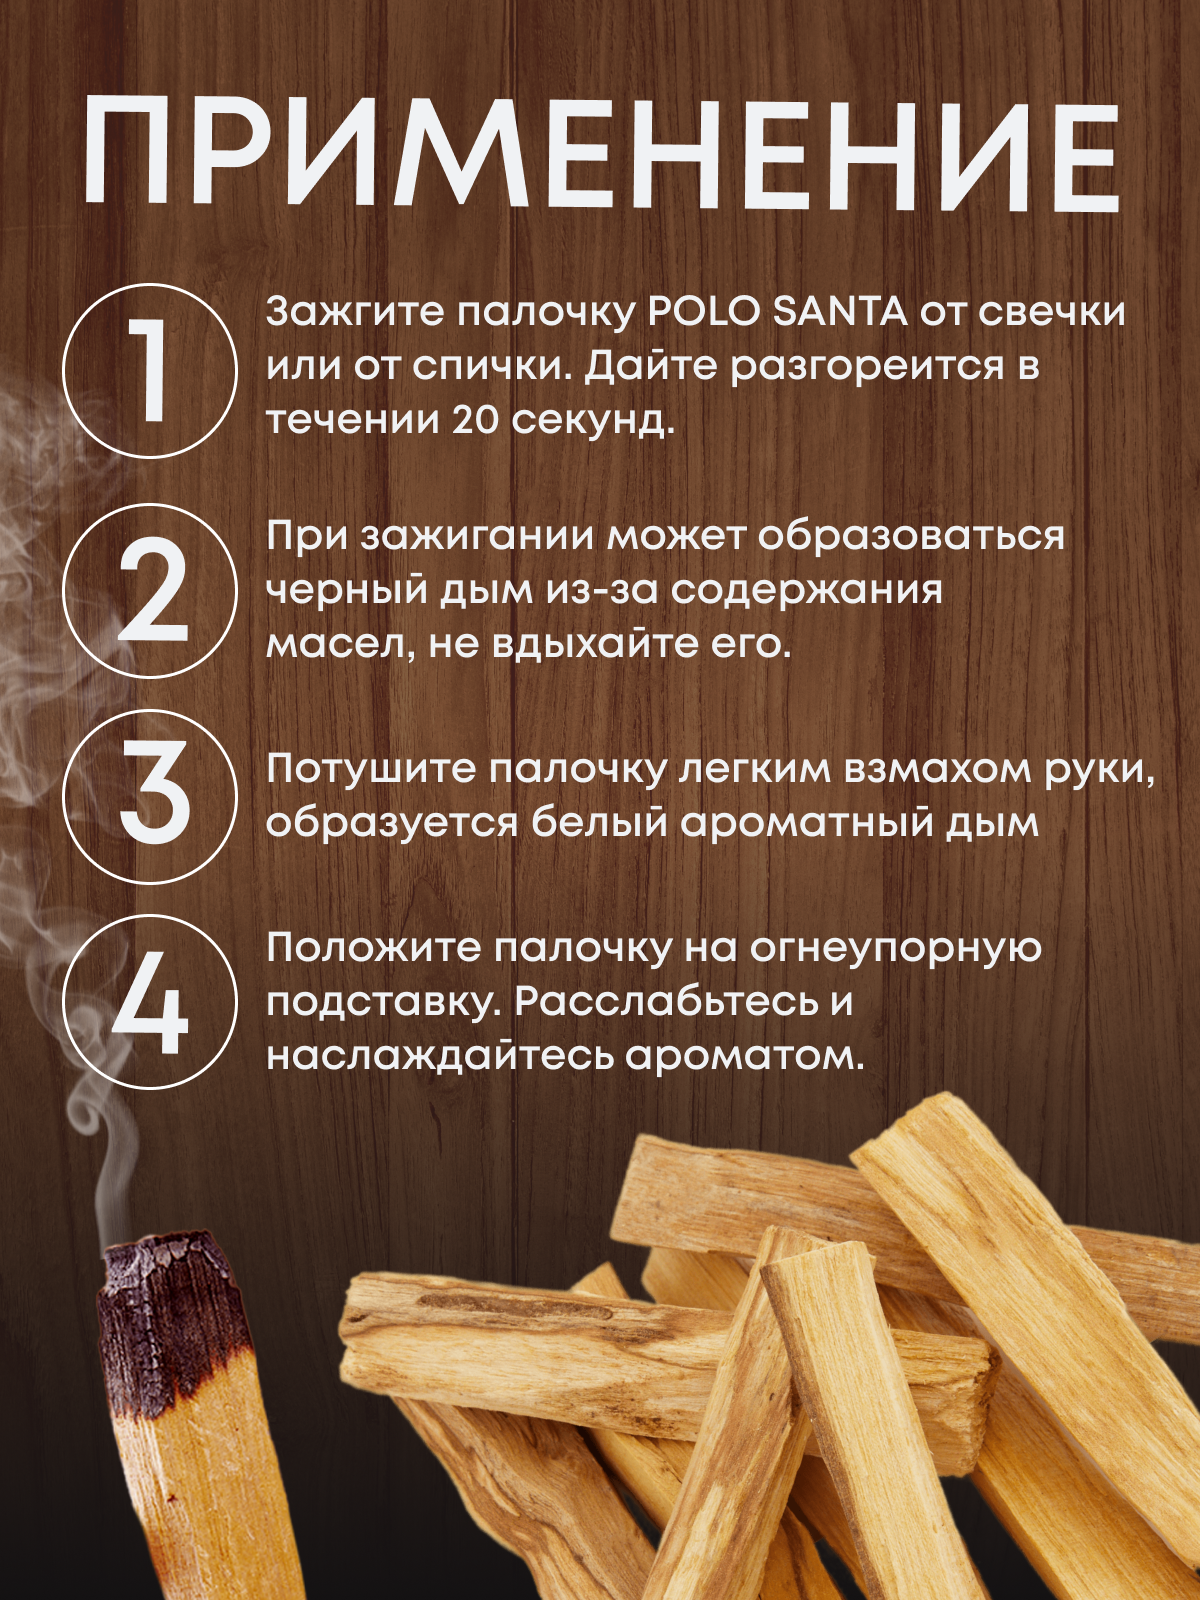 ПРИМЕНЕНИЕ
1
Зажгите палочку POLO SANTA от свечки
или от спички. Дайте разгореится в
течении 20 секунд.
2
При зажигании может образоваться
черный дым из-за содержания
масел, не вдыхайте его.
3
Потушите палочку легким взмахом руки,
образуется белый ароматный дым
4
Положите палочку на огнеупорную
подставку. Расслабьтесь и
наслаждайтесь ароматом.